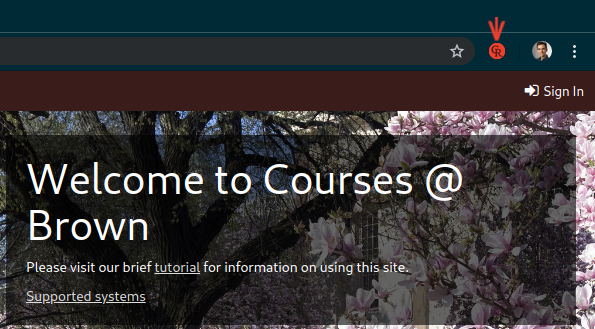 CR
Sign In
Welcome to Courses @
Brown
Please visit our brief tutorial for information on using this site.
Supported systems